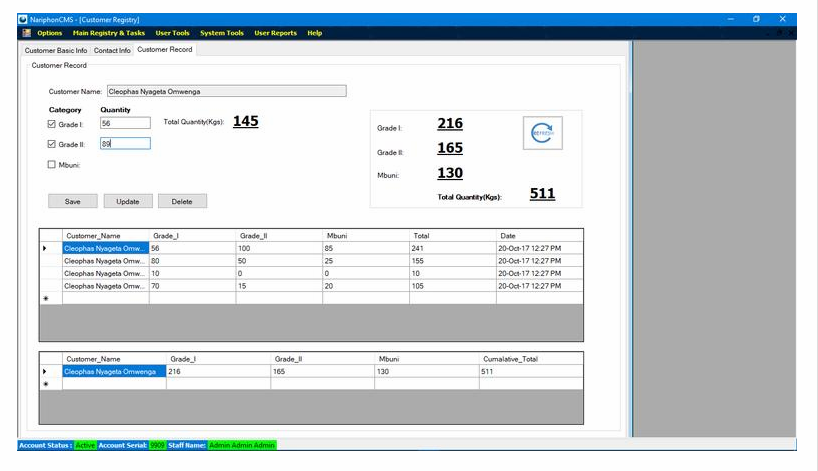 NariphonCMS - [Customer Registry]
Options Main Registry & Tasks User Tools System Tools User Reports Help
Customer Basic Info Contact Info Customer Record
Customer Record
Customer Name: Cleophas Nyageta Omwenga
Category Quantity
Grade I: 56 Total Quantity(Kgs): 145
Grade II: 89
Mbuni:
Save Update Delete
Grade I: 216
REFRESH
Grade II: 165
Mbuni: 130
Total Quantity(Kgs): 511
Customer_Name Grade_I Grade_II Mbuni Total Date
Cleophas Nyageta Omw... 56 100 85 241 20-Oct-17 12:27 PM
Cleophas Nyageta Omw... 80 50 25 155 20-Oct-17 12:27 PM
Cleophas Nyageta Omw... 10 0 0 10 20-Oct-17 12:27 PM
Cleophas Nyageta Omw... 70 15 20 105 20-Oct-17 12:27 PM
Customer_Name Grade_I Grade_II Mbuni Cumalative_Total
Cleophas Nyageta Omwenga 216 165 130 511
Account Status : Active Account Serial: 9909 Staff Name: Admin Admin Admin